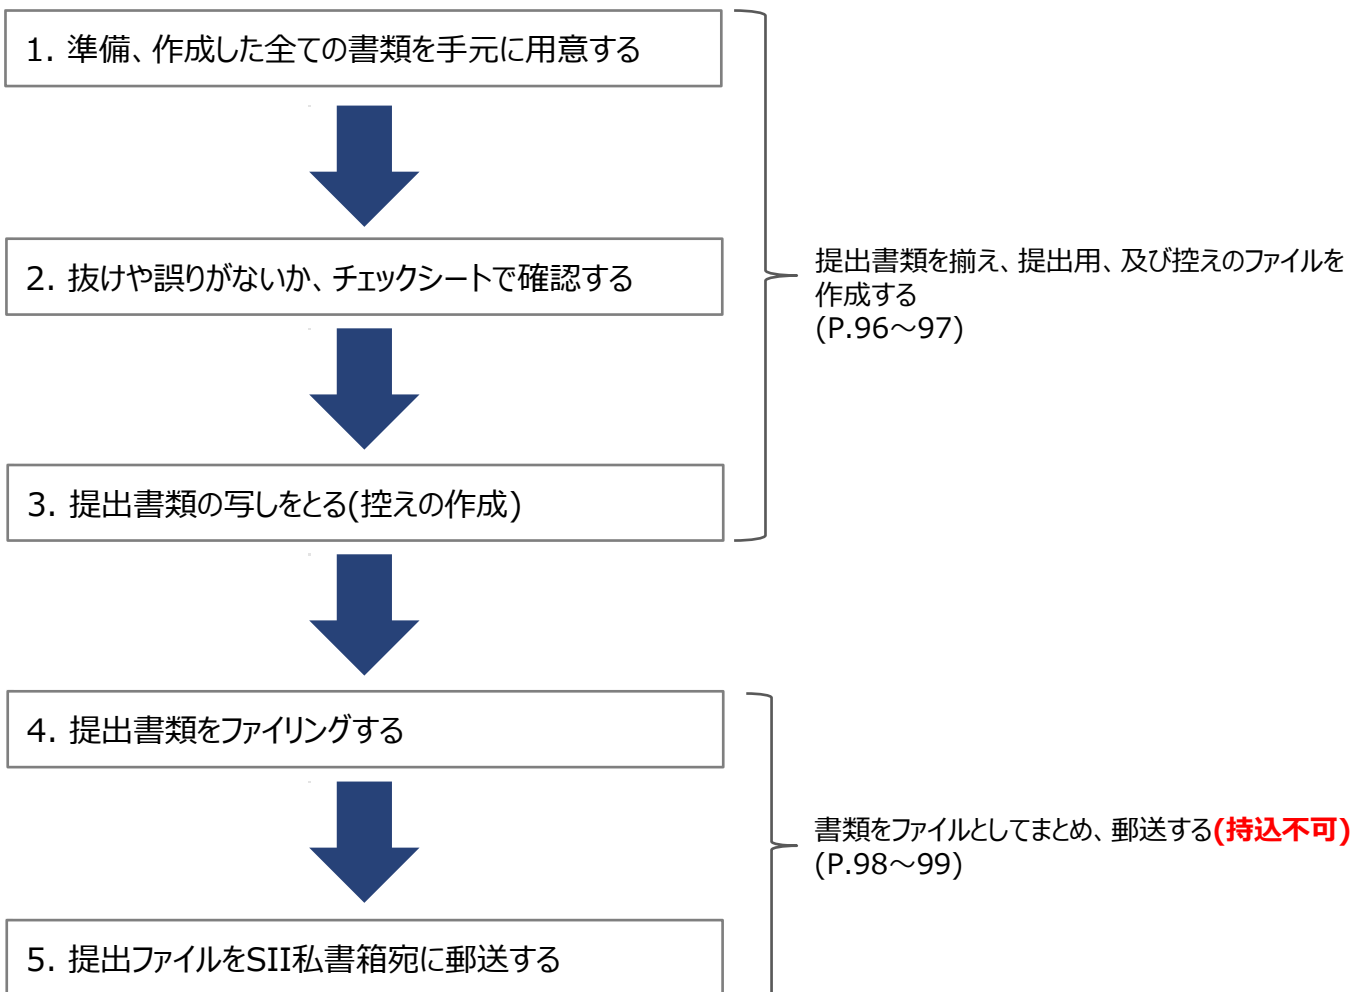 1. 準備、作成した全ての書類を手元に用意する
2. 抜けや誤りがないか、チェックシートで確認する
3. 提出書類の写しをとる(控えの作成)
提出書類を揃え、提出用、及び控えのファイルを
作成する
(P.96～97)
4. 提出書類をファイリングする
5. 提出ファイルをSII私書箱宛に郵送する
書類をファイルとしてまとめ、郵送する(持込不可)
(P.98～99)